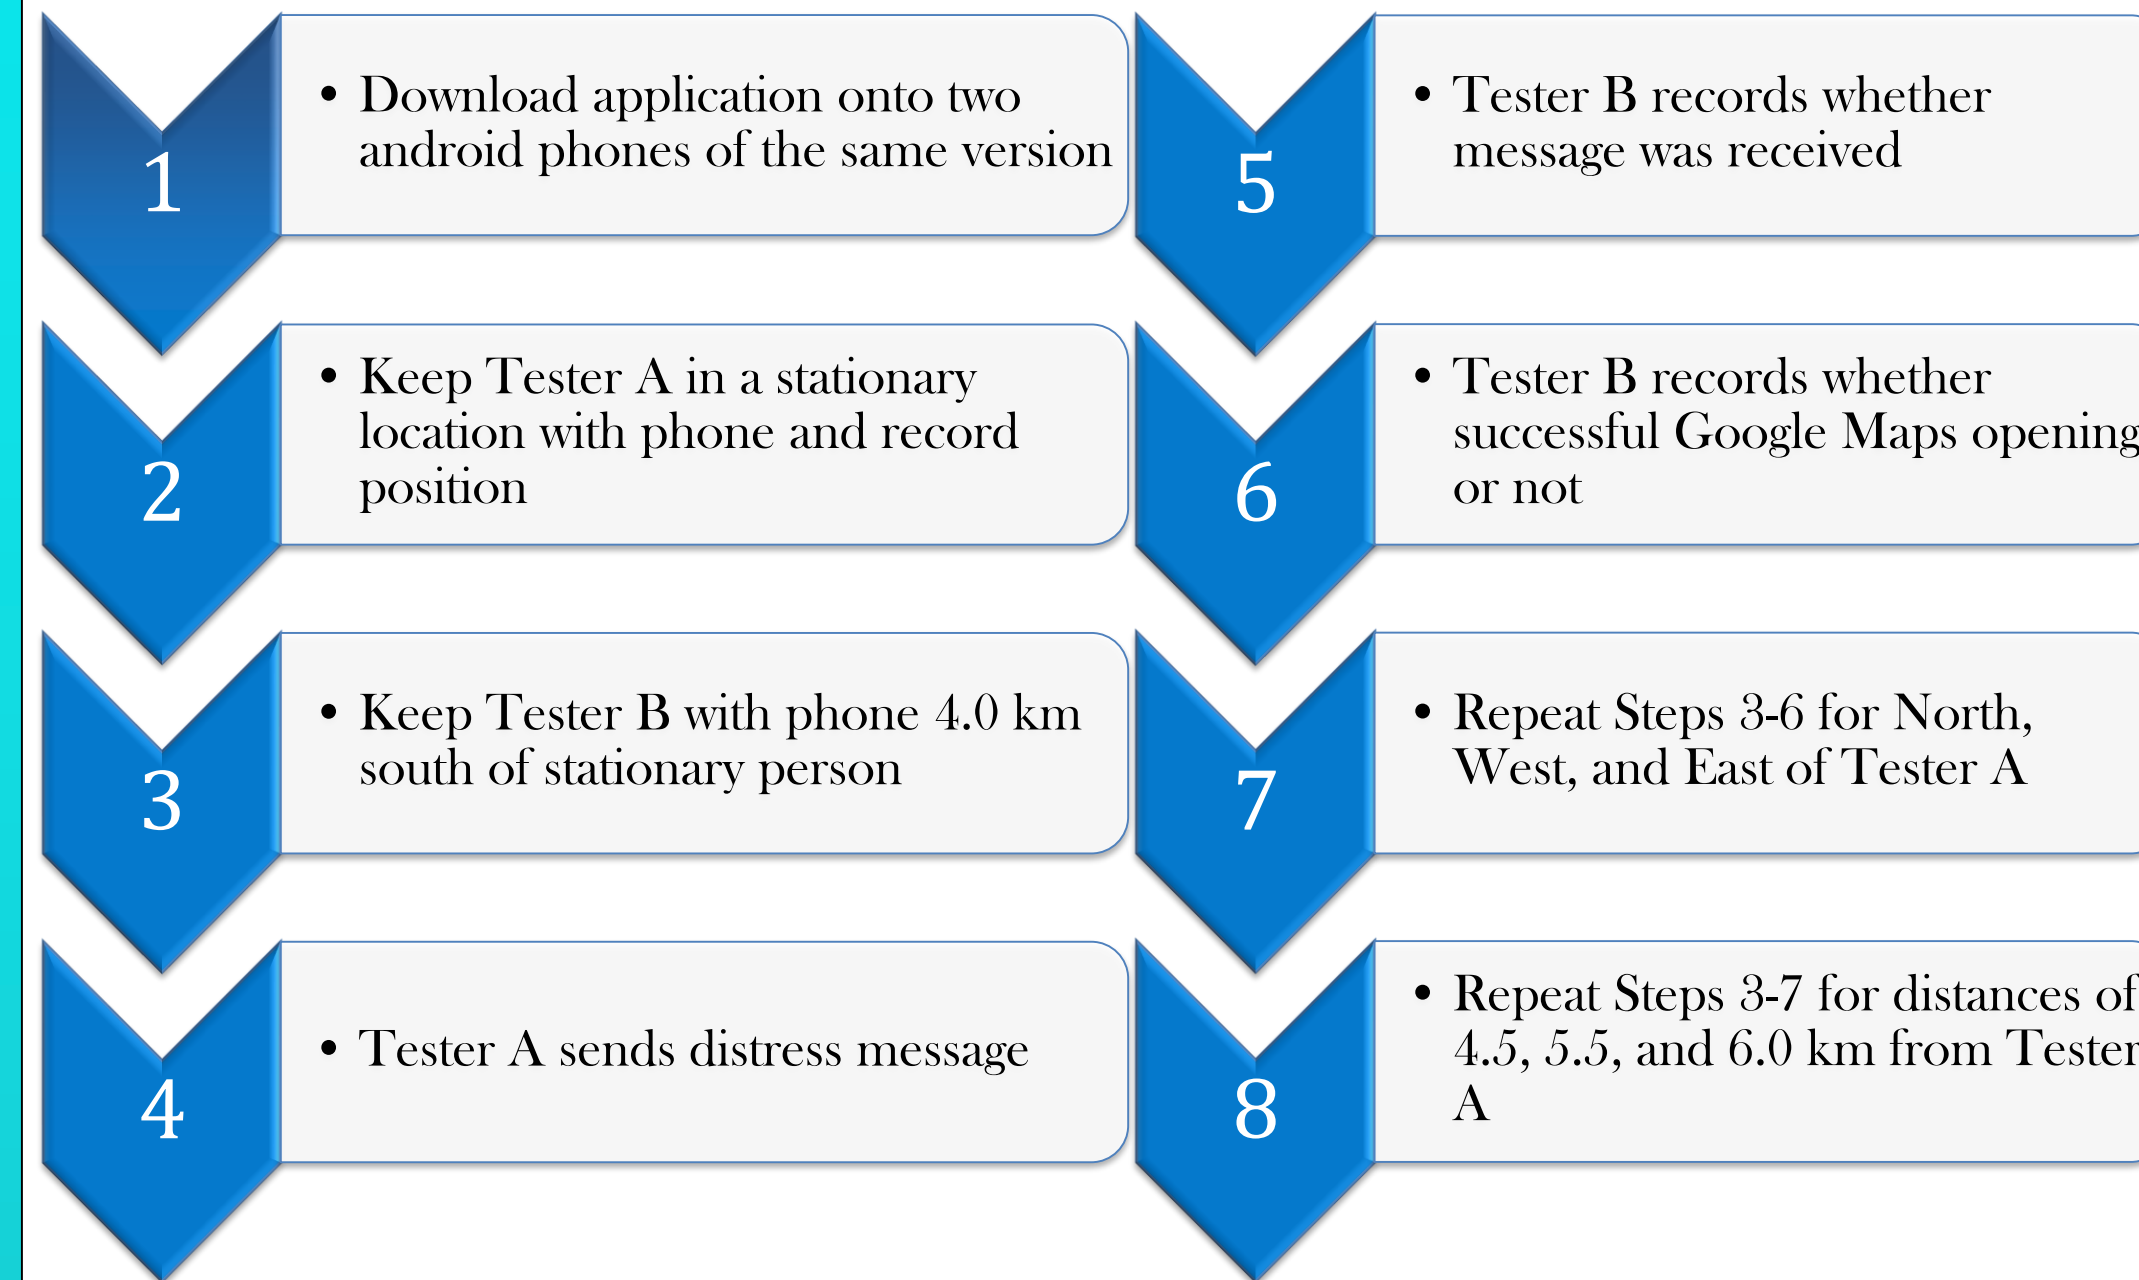 1
• Download application onto two
android phones of the same version
2
• Keep Tester A in a stationary
location with phone and record
position
3
• Keep Tester B with phone 4.0 km
south of stationary person
4
• Tester A sends distress message
5
• Tester B records whether
message was received
6
• Tester B records whether
successful Google Maps opening
or not
7
• Repeat Steps 3-6 for North,
West, and East of Tester A
8
• Repeat Steps 3-7 for distances of
4.5, 5.5, and 6.0 km from Tester
A